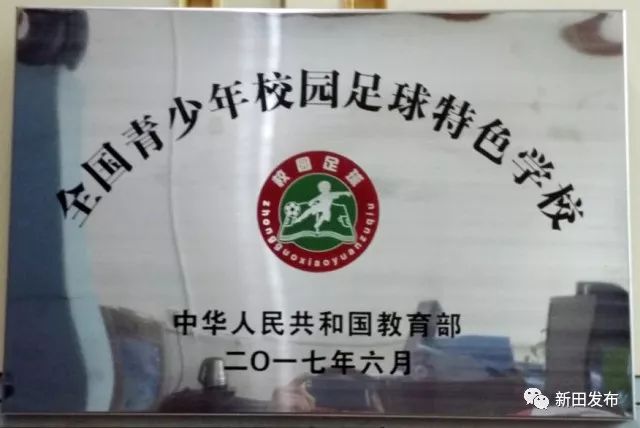 全国青少年校园足球特色学校
校园足球
zhongguoxiaoyuanzuqiu
中华人民共和国教育部
二〇一七年六月
新田发布